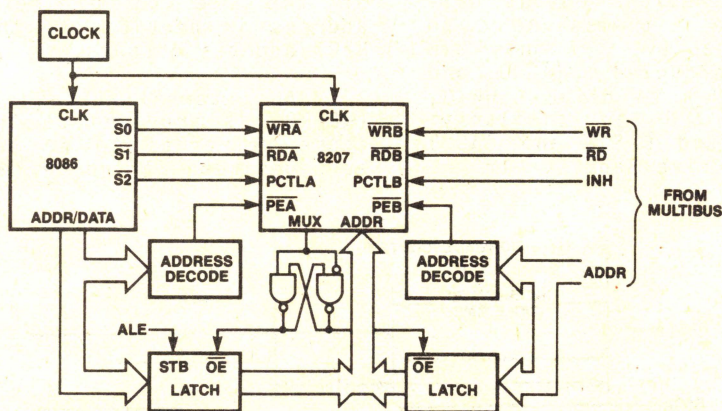 CLOCK
CLK
8086
S0
S1
S2
ADDR/DATA
CLK
8207
WRA
RDA
PCTLA
PEA
WRB
RDB
PCTLB
PEB
MUX
ADDR
WR
RD
INH
FROM
MULTIBUS
ADDR
ADDRESS
DECODE
ADDRESS
DECODE
ALE
STB
OE
LATCH
OE
LATCH